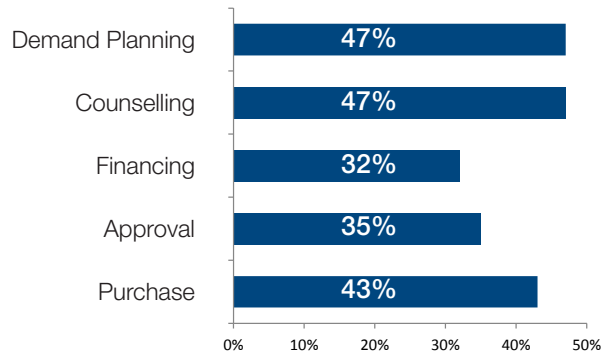 Demand Planning 47%
Counselling 47%
Financing 32%
Approval 35%
Purchase 43%
0% 10% 20% 30% 40% 50%